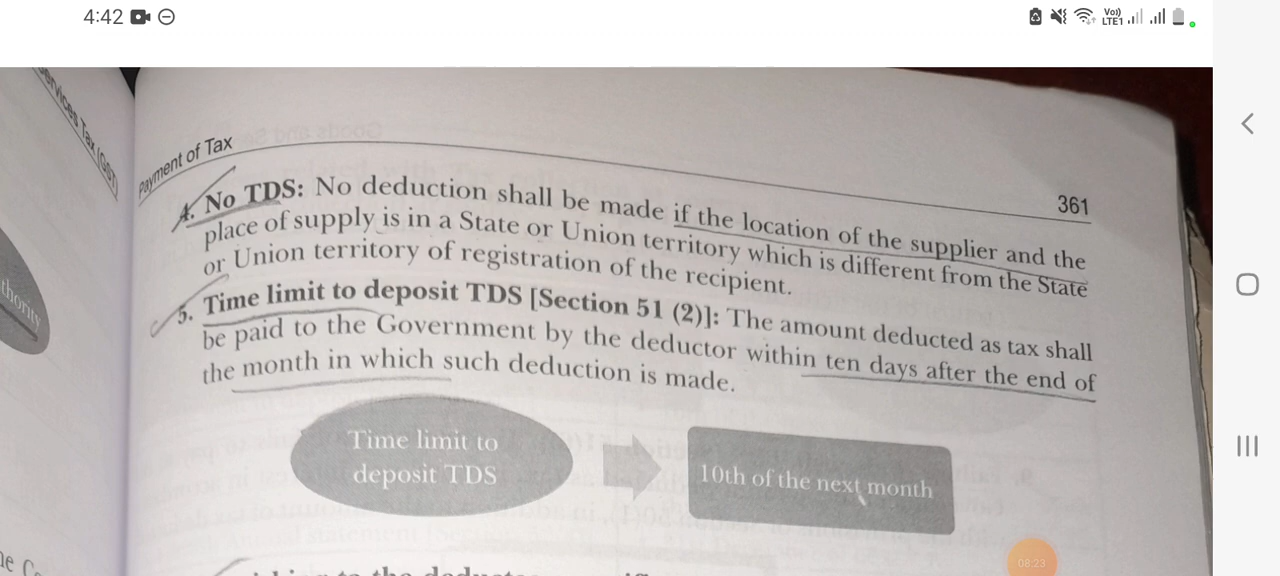 4:42
Vo))
LTE1
Services Tax (GST)
Payment of Tax
361
4. No TDS: No deduction shall be made if the location of the supplier and the
place of supply is in a State or Union territory which is different from the State
or Union territory of registration of the recipient.
5. Time limit to deposit TDS [Section 51 (2)]: The amount deducted as tax shall
be paid to the Government by the deductor within ten days after the end of
the month in which such deduction is made.
Time limit to
deposit TDS
10th of the next month
08:23